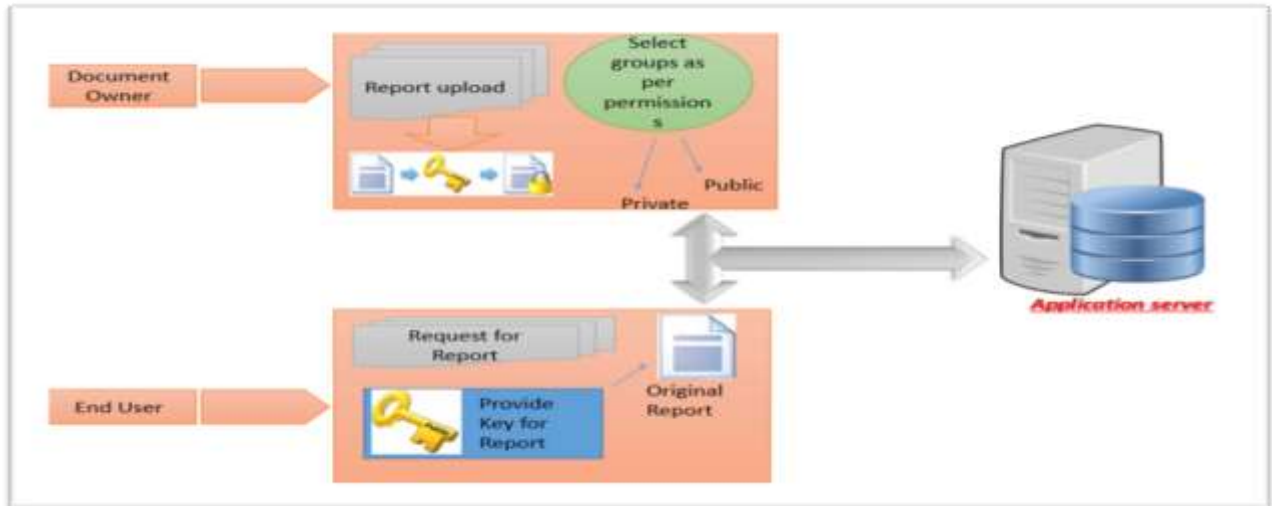 Document
Owner
Report upload
Select
groups as
per
permission
s
Private
Public
Application server
End User
Request for
Report
Provide
Key for
Report
Original
Report